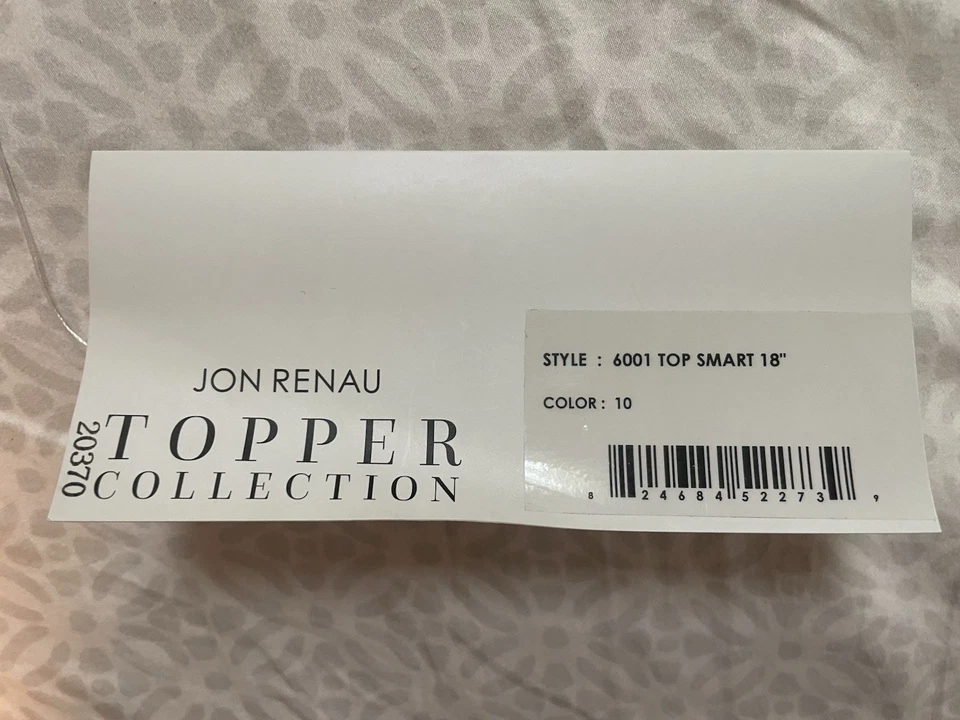 JON RENAU
TOPPER
COLLECTION
20370
STYLE : 6001 TOP SMART 18"
COLOR : 10
8 24684 52273 9